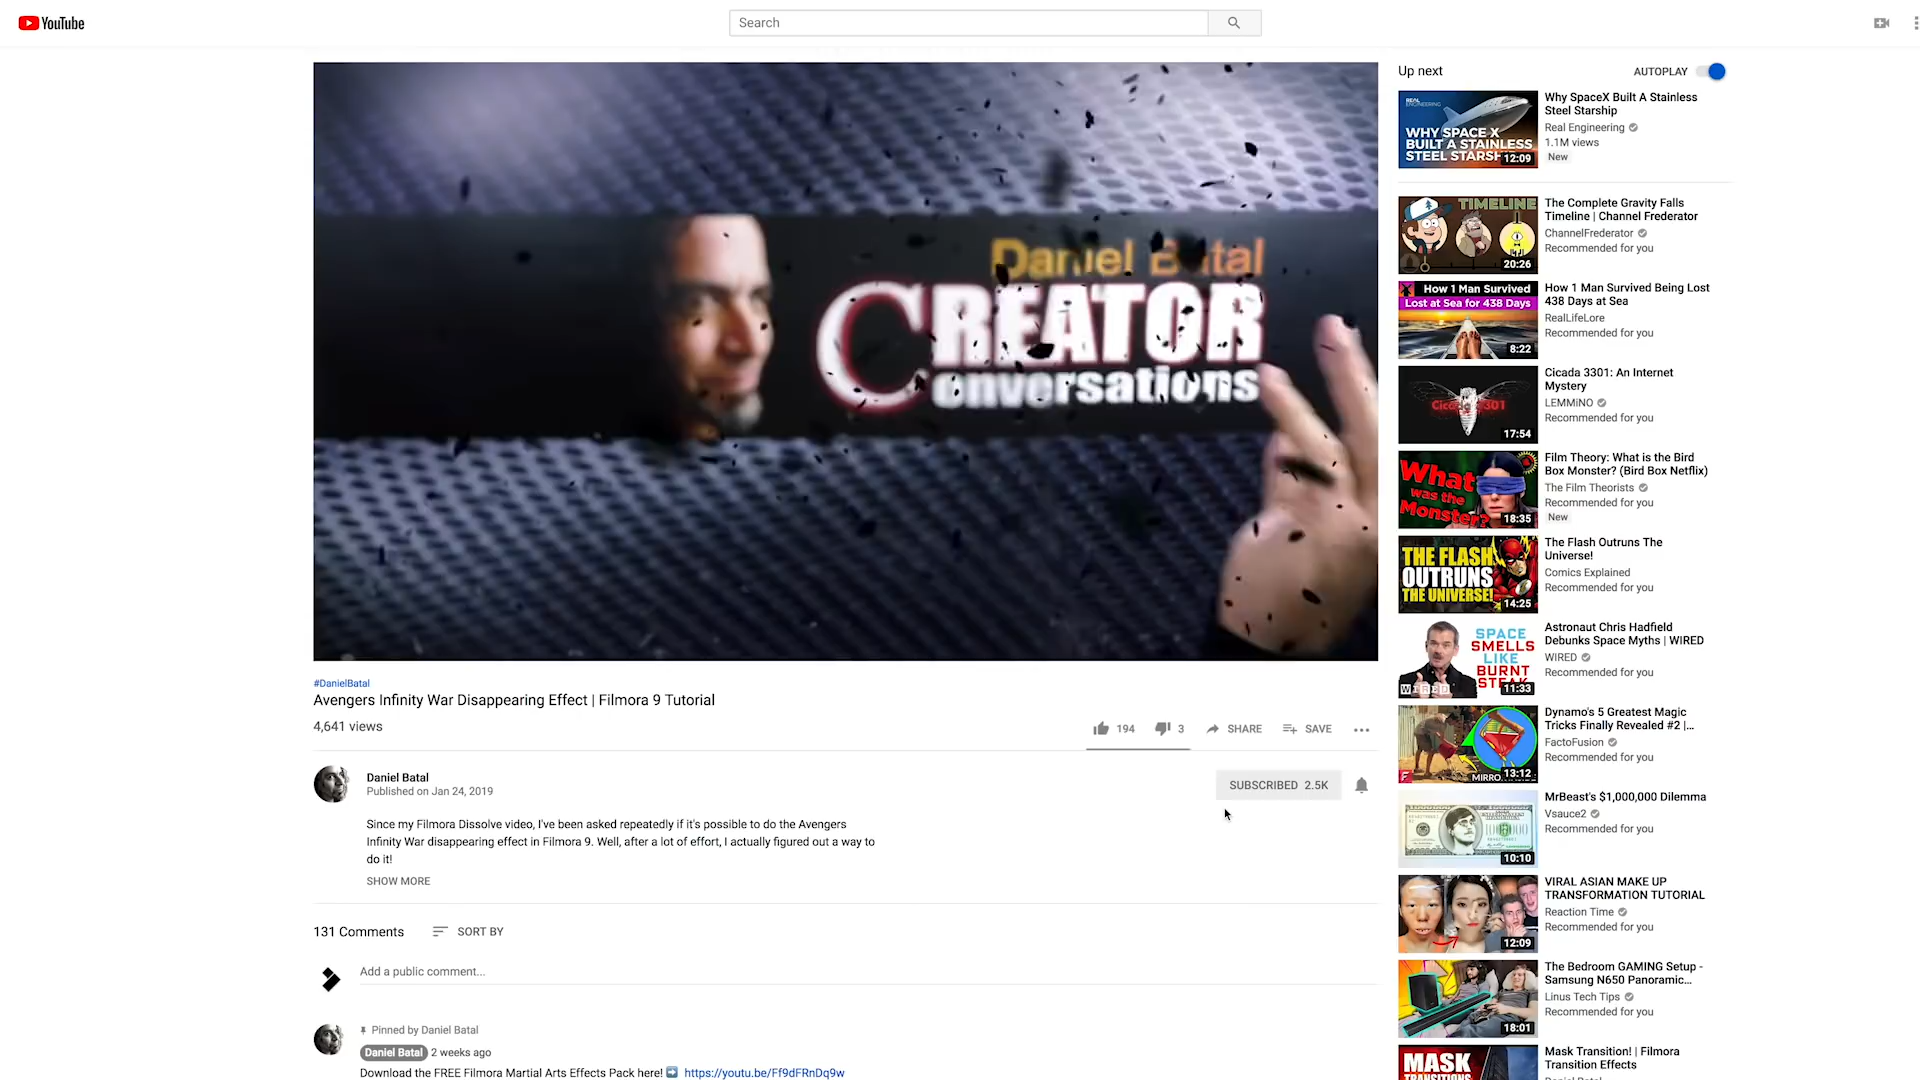 YouTube
Search
Daniel
CREATOR
Conversations
#DanielBatal
Avengers Infinity War Disappearing Effect | Filmora 9 Tutorial
4,641 views
194
3
SHARE
SAVE
Daniel Batal
Published on Jan 24, 2019
SUBSCRIBED 2.5K
Since my Filmora Dissolve video, I've been asked repeatedly if it's possible to do the Avengers
Infinity War disappearing effect in Filmora 9. Well, after a lot of effort, I actually figured out a way to
do it!
SHOW MORE
131 Comments
SORT BY
Add a public comment...
Pinned by Daniel Batal
Daniel Batal 2 weeks ago
Download the FREE Filmora Martial Arts Effects Pack here! https://youtu.be/Ff9dFRnDq9w
Up next
AUTOPLAY
REAL
ENGINEERING
WHY SPACE X
BUILT A STAINLESS
STEEL
12:09
Why SpaceX Built A Stainless
Steel Starship
Real Engineering
1.1M views
New
TIMELINE
20:26
The Complete Gravity Falls
Timeline | Channel Frederator
ChannelFrederator
Recommended for you
How 1 Man Survived
Lost at Sea for 438 Days
8:22
How 1 Man Survived Being Lost
438 Days at Sea
RealLifeLore
Recommended for you
17:54
Cicada 3301: An Internet
Mystery
LEMMiNO
Recommended for you
What
was the
Monster?
18:35
Film Theory: What is the Bird
Box Monster? (Bird Box Netflix)
The Film Theorists
Recommended for you
New
THE FLASH
OUTRUNS
THE UNIVERSE!
14:25
The Flash Outruns The
Universe!
Comics Explained
Recommended for you
SPACE
SMELLS
LIKE
BURNT
WIRED
11:33
Astronaut Chris Hadfield
Debunks Space Myths | WIRED
WIRED
Recommended for you
F
13:12
Dynamo's 5 Greatest Magic
Tricks Finally Revealed #2 |...
FactoFusion
Recommended for you
10:10
MrBeast's $1,000,000 Dilemma
Vsauce2
Recommended for you
12:09
VIRAL ASIAN MAKE UP
TRANSFORMATION TUTORIAL
Reaction Time
Recommended for you
18:01
The Bedroom GAMING Setup -
Samsung N650 Panoramic...
Linus Tech Tips
Recommended for you
MASK
Mask Transition! | Filmora
Transition Effects